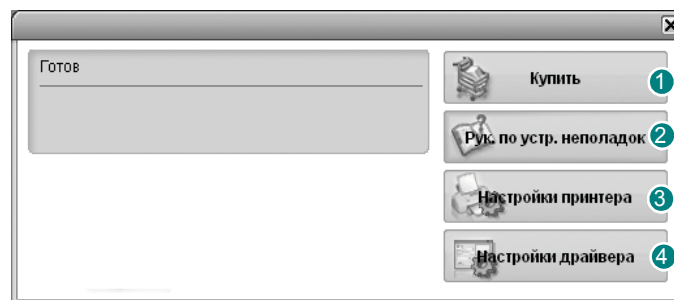 Готов
Купить 1
Рук. по устр. неполадок 2
Настройки принтера 3
Настройки драйвера 4